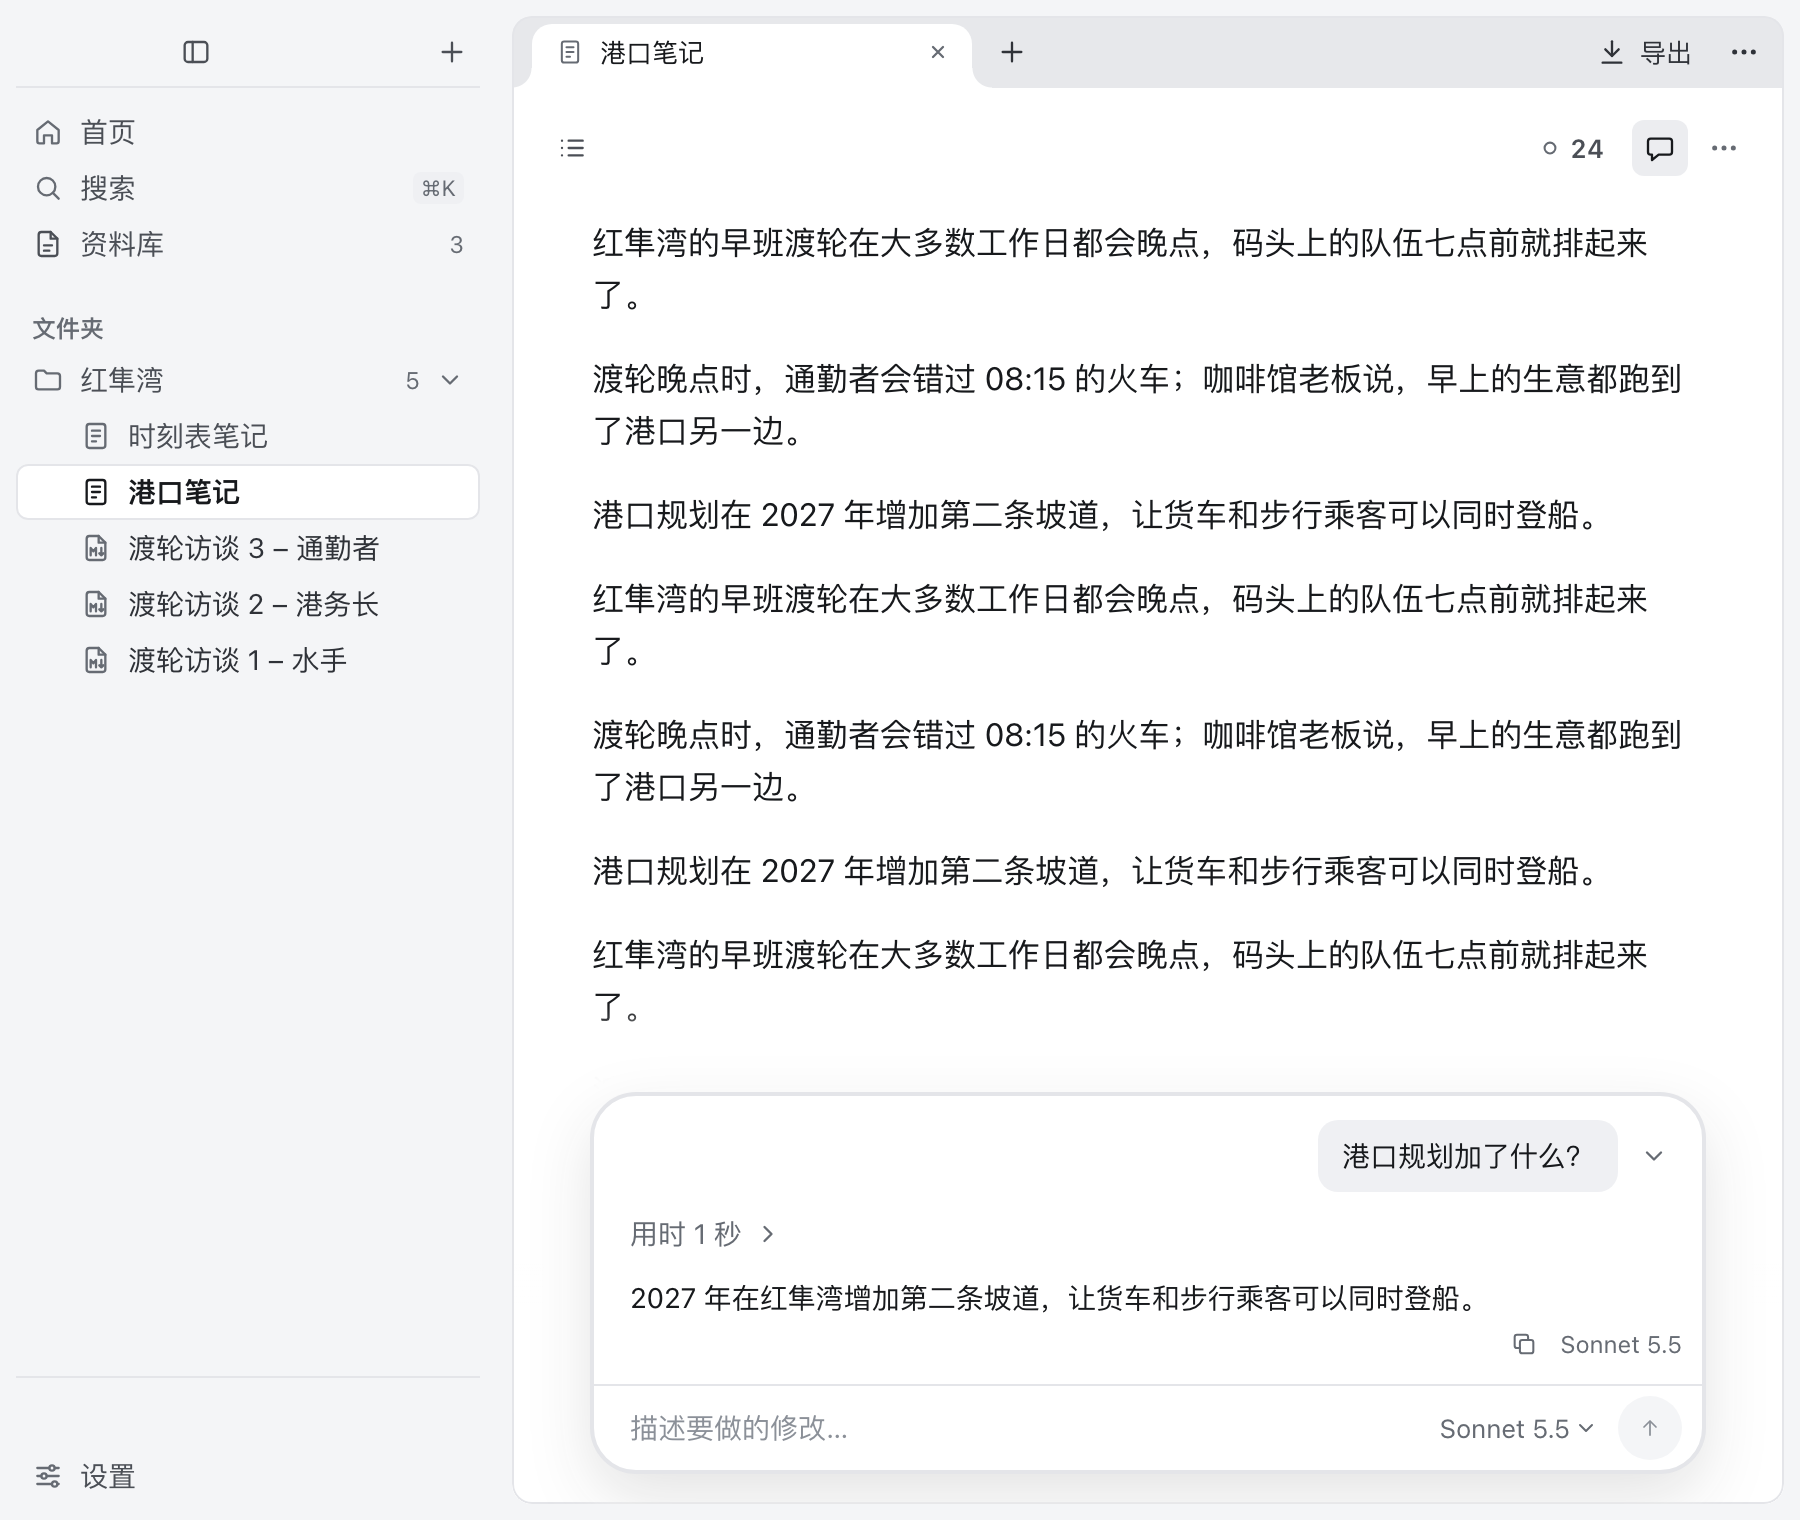 港口笔记
导出
首页
搜索 ⌘K
资料库 3
文件夹
红隼湾 5
时刻表笔记
港口笔记
渡轮访谈 3 – 通勤者
渡轮访谈 2 – 港务长
渡轮访谈 1 – 水手
设置
24
红隼湾的早班渡轮在大多数工作日都会晚点，码头上的队伍七点前就排起来
了。
渡轮晚点时，通勤者会错过 08:15 的火车；咖啡馆老板说，早上的生意都跑到
了港口另一边。
港口规划在 2027 年增加第二条坡道，让货车和步行乘客可以同时登船。
红隼湾的早班渡轮在大多数工作日都会晚点，码头上的队伍七点前就排起来
了。
渡轮晚点时，通勤者会错过 08:15 的火车；咖啡馆老板说，早上的生意都跑到
了港口另一边。
港口规划在 2027 年增加第二条坡道，让货车和步行乘客可以同时登船。
红隼湾的早班渡轮在大多数工作日都会晚点，码头上的队伍七点前就排起来
了。
港口规划加了什么？
用时 1 秒
2027 年在红隼湾增加第二条坡道，让货车和步行乘客可以同时登船。
Sonnet 5.5
描述要做的修改...
Sonnet 5.5